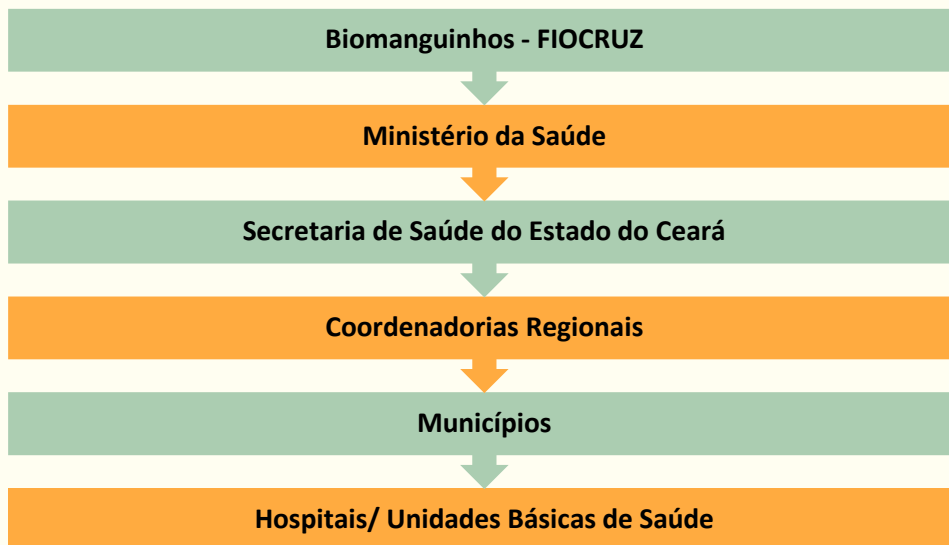 Biomanguinhos - FIOCRUZ
Ministério da Saúde
Secretaria de Saúde do Estado do Ceará
Coordenadorias Regionais
Municípios
Hospitais/ Unidades Básicas de Saúde